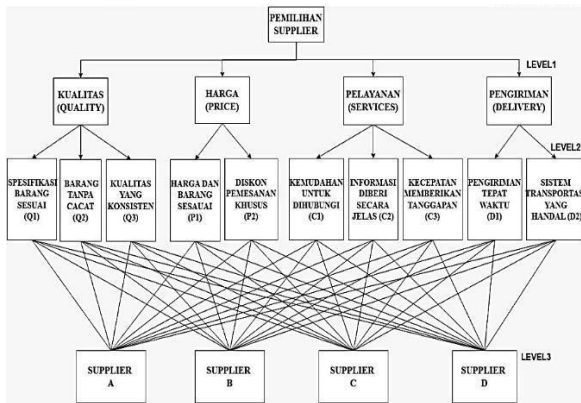 PEMILIHAN
SUPPLIER
LEVEL1
KUALITAS
(QUALITY)
HARGA
(PRICE)
PELAYANAN
(SERVICES)
PENGIRIMAN
(DELIVERY)
LEVEL2
SPESIFIKASI
BARANG
SESUAI
(Q1)
BARANG
TANPA
CACAT
(Q2)
KUALITAS
YANG
KONSISTEN
(Q3)
HARGA DAN
BARANG
SESAUAI
(P1)
DISKON
PEMESANAN
KHUSUS
(P2)
KEMUDAHAN
UNTUK
DIHUBUNGI
(C1)
INFORMASI
DIBERI
SECARA
JELAS (C2)
KECEPATAN
MEMBERIKAN
TANGGAPAN
(C3)
PENGIRIMAN
TEPAT
WAKTU
(D1)
SISTEM
TRANSPORTAS
YANG
HANDAL (D2)
LEVEL3
SUPPLIER
A
SUPPLIER
B
SUPPLIER
C
SUPPLIER
D